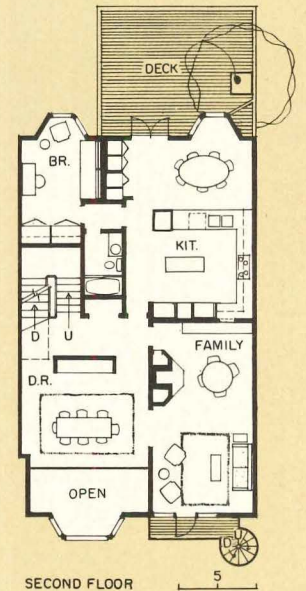 DECK
BR.
KIT.
D U
FAMILY
D.R.
OPEN
U
D
SECOND FLOOR
5